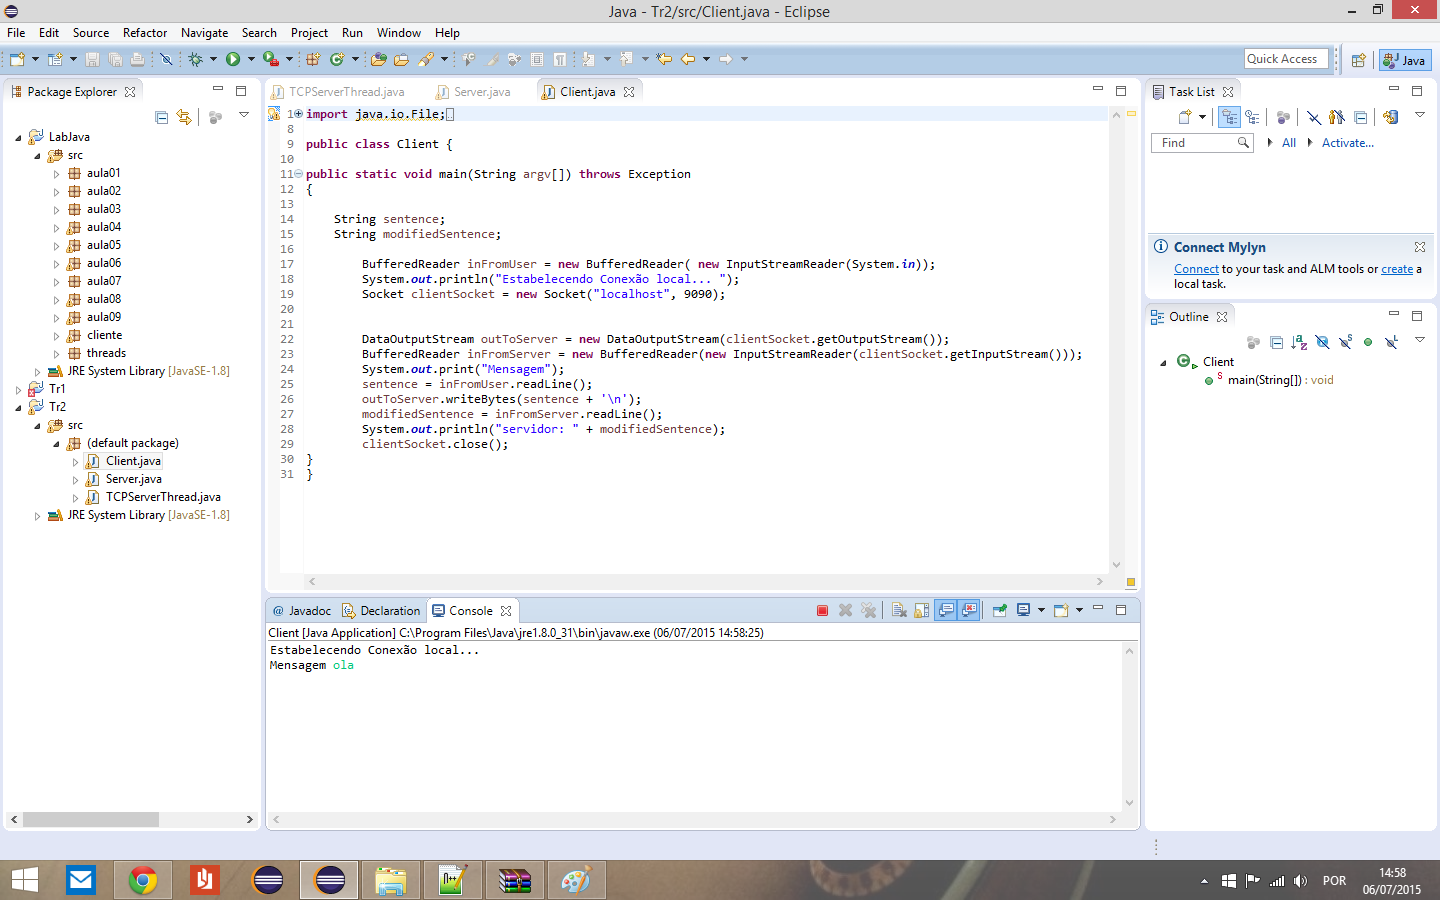 Java - Tr2/src/Client.java - Eclipse
File Edit Source Refactor Navigate Search Project Run Window Help
Quick Access
Java
Package Explorer
LabJava
src
aula01
aula02
aula03
aula04
aula05
aula06
aula07
aula08
aula09
cliente
threads
JRE System Library [JavaSE-1.8]
Tr1
Tr2
src
(default package)
Client.java
Server.java
TCPServerThread.java
JRE System Library [JavaSE-1.8]
TCPServerThread.java Server.java Client.java
1 import java.io.File;
8
9 public class Client {
10
11 public static void main(String argv[]) throws Exception
12 {
13
14 String sentence;
15 String modifiedSentence;
16
17 BufferedReader inFromUser = new BufferedReader( new InputStreamReader(System.in));
18 System.out.println("Estabelecendo Conexão local... ");
19 Socket clientSocket = new Socket("localhost", 9090);
20
21
22 DataOutputStream outToServer = new DataOutputStream(clientSocket.getOutputStream());
23 BufferedReader inFromServer = new BufferedReader(new InputStreamReader(clientSocket.getInputStream()));
24 System.out.print("Mensagem");
25 sentence = inFromUser.readLine();
26 outToServer.writeBytes(sentence + '\n');
27 modifiedSentence = inFromServer.readLine();
28 System.out.println("servidor: " + modifiedSentence);
29 clientSocket.close();
30 }
31 }
@ Javadoc Declaration Console
Client [Java Application] C:\Program Files\Java\jre1.8.0_31\bin\javaw.exe (06/07/2015 14:58:25)
Estabelecendo Conexão local...
Mensagem ola
Task List
Find All Activate...
Connect Mylyn
Connect to your task and ALM tools or create a
local task.
Outline
Client
main(String[]) : void
POR
14:58
06/07/2015